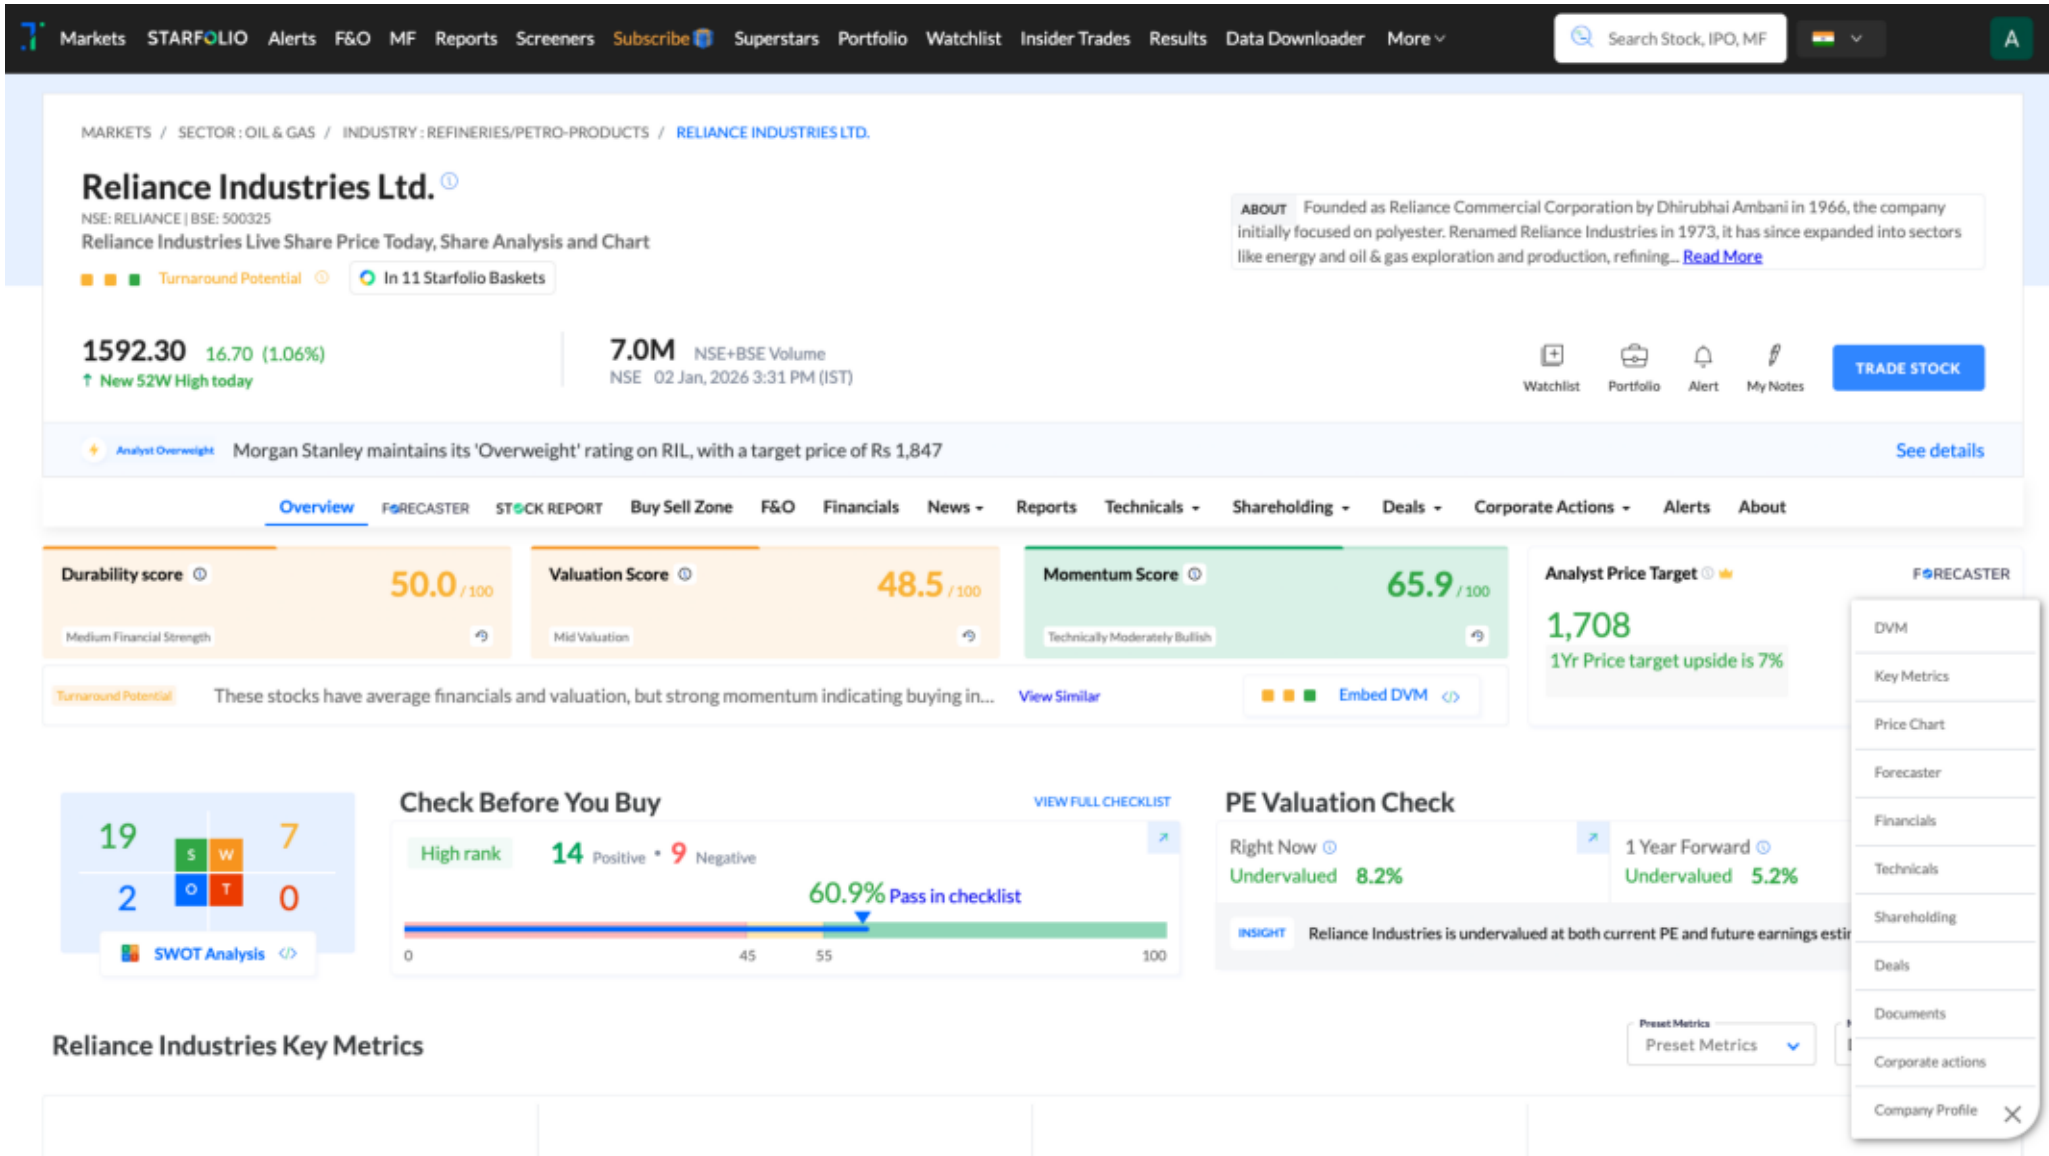 Markets STARFOLIO Alerts F&O MF Reports Screeners Subscribe Superstars Portfolio Watchlist Insider Trades Results Data Downloader More Search Stock, IPO, MF A
MARKETS / SECTOR : OIL & GAS / INDUSTRY : REFINERIES/PETRO-PRODUCTS / RELIANCE INDUSTRIES LTD.
Reliance Industries Ltd.
NSE: RELIANCE | BSE: 500325
Reliance Industries Live Share Price Today, Share Analysis and Chart
Turnaround Potential In 11 Starfolio Baskets
ABOUT Founded as Reliance Commercial Corporation by Dhirubhai Ambani in 1966, the company
initially focused on polyester. Renamed Reliance Industries in 1973, it has since expanded into sectors
like energy and oil & gas exploration and production, refining... Read More
1592.30 16.70 (1.06%)
↑ New 52W High today
7.0M NSE+BSE Volume
NSE 02 Jan, 2026 3:31 PM (IST)
Watchlist Portfolio Alert My Notes TRADE STOCK
Analyst Overweight Morgan Stanley maintains its 'Overweight' rating on RIL, with a target price of Rs 1,847 See details
Overview FORECASTER STOCK REPORT Buy Sell Zone F&O Financials News Reports Technicals Shareholding Deals Corporate Actions Alerts About
Durability score 50.0 / 100
Medium Financial Strength
Valuation Score 48.5 / 100
Mid Valuation
Momentum Score 65.9 / 100
Technically Moderately Bullish
Analyst Price Target FORECASTER
1,708
1Yr Price target upside is 7%
Turnaround Potential These stocks have average financials and valuation, but strong momentum indicating buying in... View Similar Embed DVM </>
19 7
S W
2 O T 0
SWOT Analysis </>
Check Before You Buy VIEW FULL CHECKLIST
High rank 14 Positive • 9 Negative
60.9% Pass in checklist
0 45 55 100
PE Valuation Check
Right Now
Undervalued 8.2%
1 Year Forward
Undervalued 5.2%
INSIGHT Reliance Industries is undervalued at both current PE and future earnings
Reliance Industries Key Metrics
Preset Metrics
Preset Metrics
DVM
Key Metrics
Price Chart
Forecaster
Financials
Technicals
Shareholding
Deals
Documents
Corporate actions
Company Profile